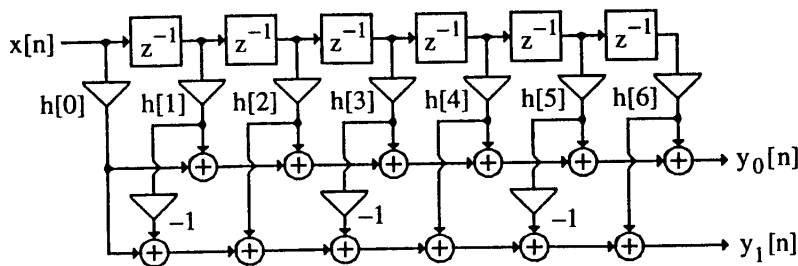 x[n] z⁻¹ z⁻¹ z⁻¹ z⁻¹ z⁻¹ z⁻¹
h[0] h[1] h[2] h[3] h[4] h[5] h[6]
y₀[n]
−1 −1 −1
y₁[n]